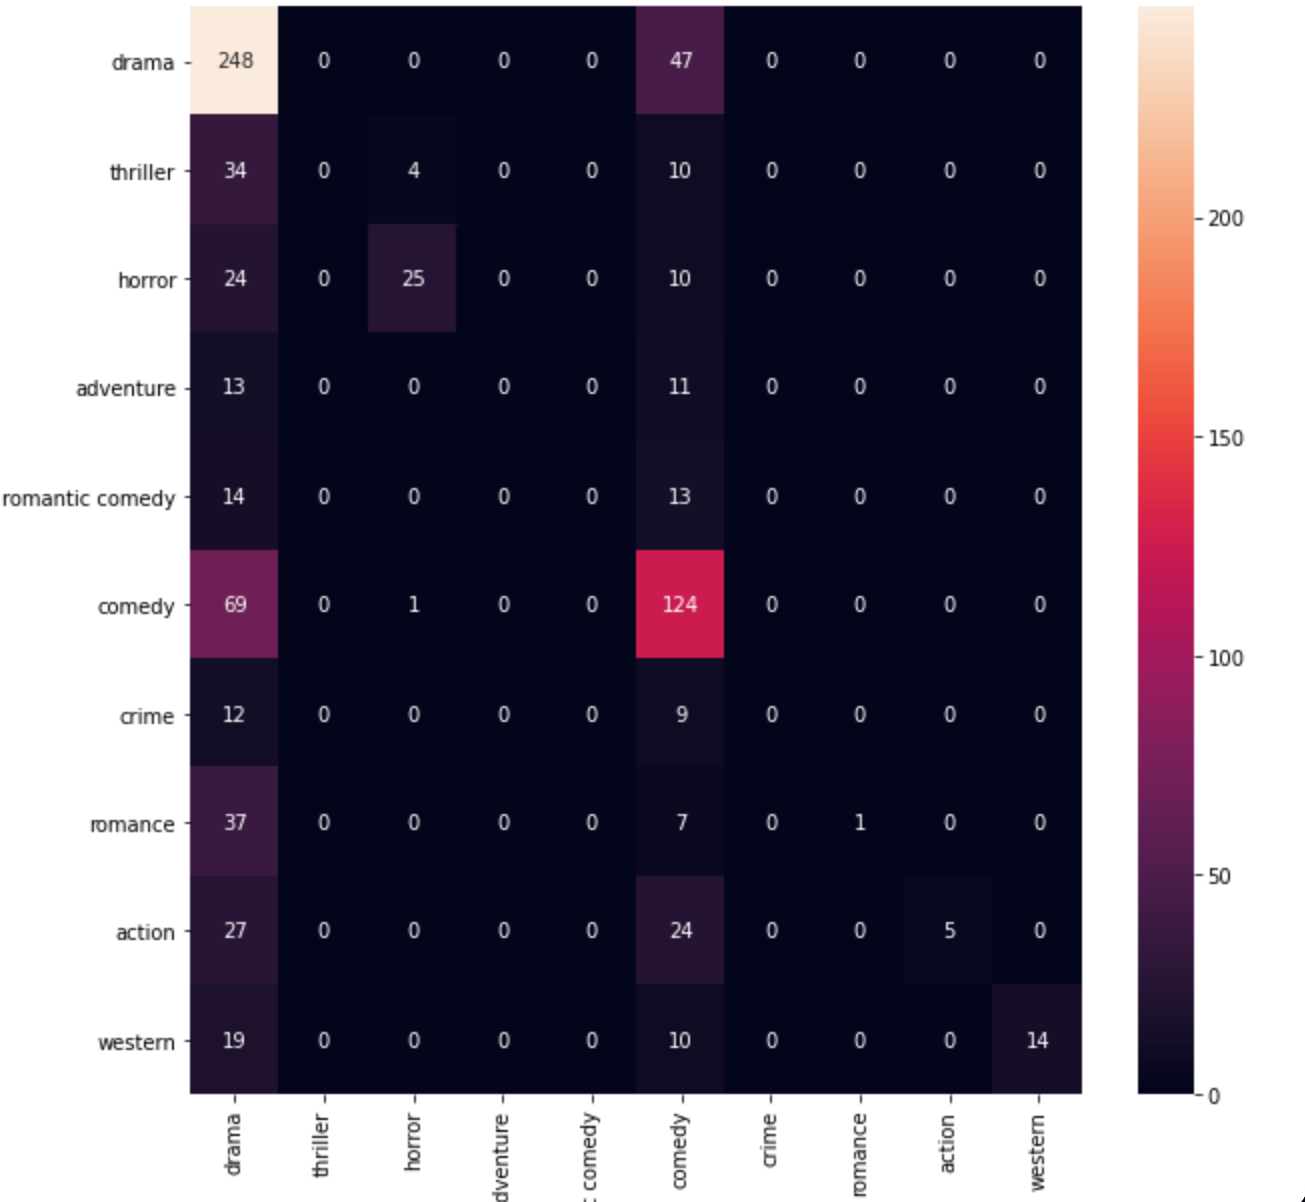 drama 248 0 0 0 0 47 0 0 0 0
thriller 34 0 4 0 0 10 0 0 0 0
200
horror 24 0 25 0 0 10 0 0 0 0
adventure 13 0 0 0 0 11 0 0 0 0
150
romantic comedy 14 0 0 0 0 13 0 0 0 0
comedy 69 0 1 0 0 124 0 0 0 0
100
crime 12 0 0 0 0 9 0 0 0 0
romance 37 0 0 0 0 7 0 1 0 0
50
action 27 0 0 0 0 24 0 0 5 0
western 19 0 0 0 0 10 0 0 0 14
0
drama
thriller
horror
dventure
: comedy
comedy
crime
romance
action
western